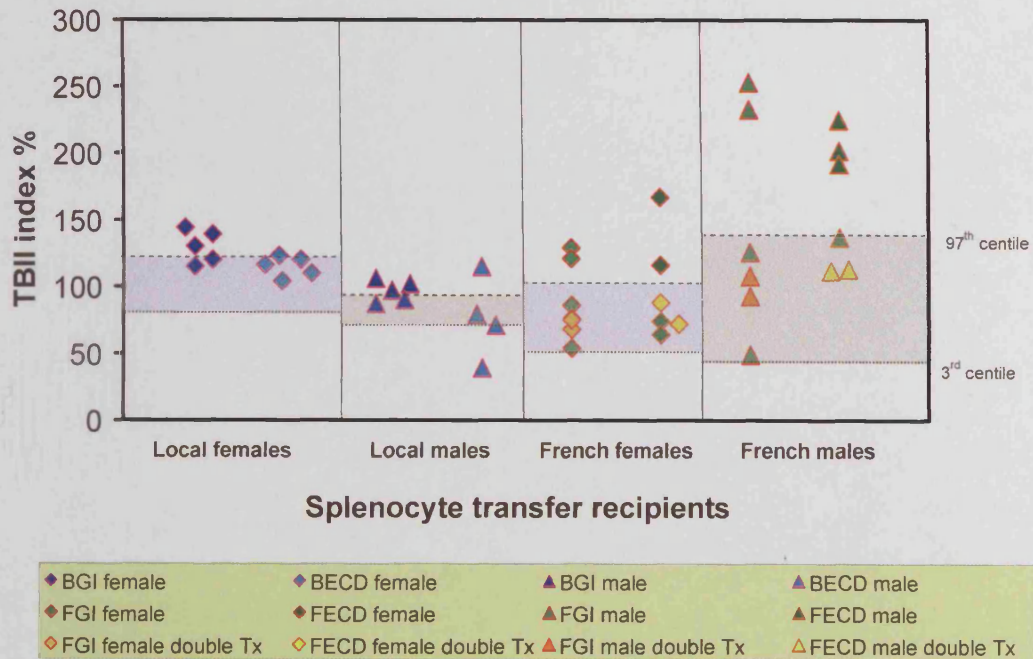 300
250
200
150
100
50
0
TBII index %
97th centile
3rd centile
Local females
Local males
French females
French males
Splenocyte transfer recipients
BGI female
BECD female
BGI male
BECD male
FGI female
FECD female
FGI male
FECD male
FGI female double Tx
FECD female double Tx
FGI male double Tx
FECD male double Tx